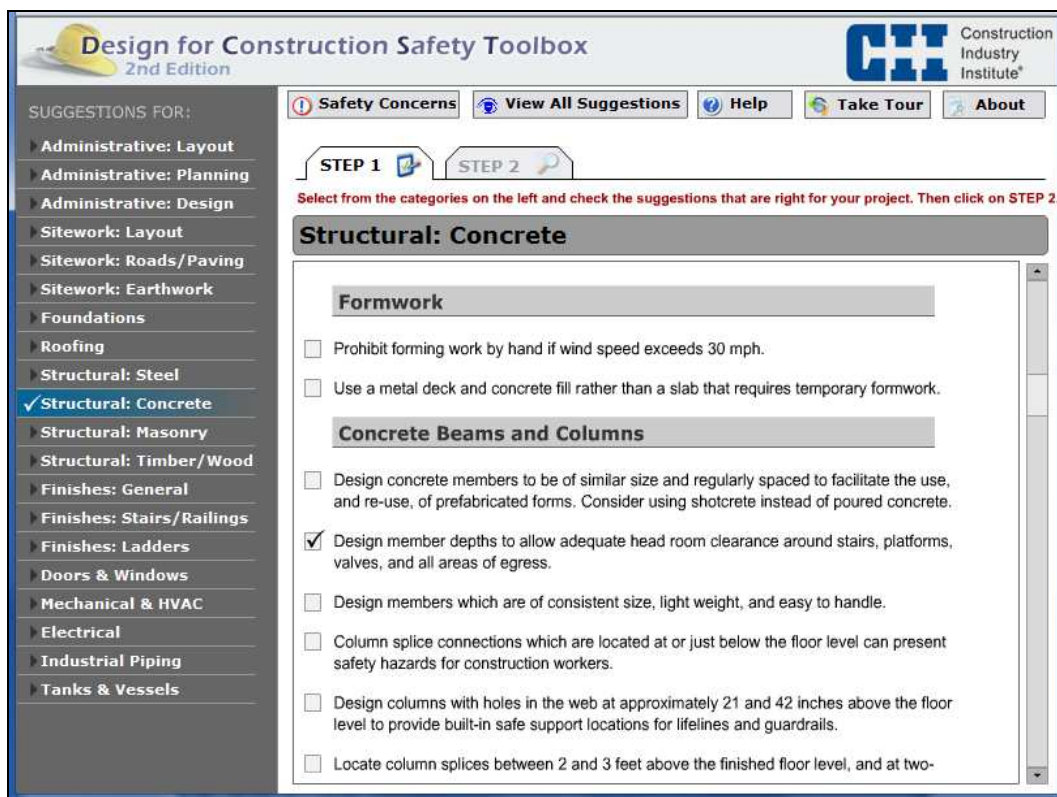 Design for Construction Safety Toolbox
2nd Edition
CII
Construction
Industry
Institute®
SUGGESTIONS FOR:
Administrative: Layout
Administrative: Planning
Administrative: Design
Sitework: Layout
Sitework: Roads/Paving
Sitework: Earthwork
Foundations
Roofing
Structural: Steel
Structural: Concrete
Structural: Masonry
Structural: Timber/Wood
Finishes: General
Finishes: Stairs/Railings
Finishes: Ladders
Doors & Windows
Mechanical & HVAC
Electrical
Industrial Piping
Tanks & Vessels
Safety Concerns
View All Suggestions
Help
Take Tour
About
STEP 1
STEP 2
Select from the categories on the left and check the suggestions that are right for your project. Then click on STEP 2
Structural: Concrete
Formwork
Prohibit forming work by hand if wind speed exceeds 30 mph.
Use a metal deck and concrete fill rather than a slab that requires temporary formwork.
Concrete Beams and Columns
Design concrete members to be of similar size and regularly spaced to facilitate the use,
and re-use, of prefabricated forms. Consider using shotcrete instead of poured concrete.
Design member depths to allow adequate head room clearance around stairs, platforms,
valves, and all areas of egress.
Design members which are of consistent size, light weight, and easy to handle.
Column splice connections which are located at or just below the floor level can present
safety hazards for construction workers.
Design columns with holes in the web at approximately 21 and 42 inches above the floor
level to provide built-in safe support locations for lifelines and guardrails.
Locate column splices between 2 and 3 feet above the finished floor level, and at two-